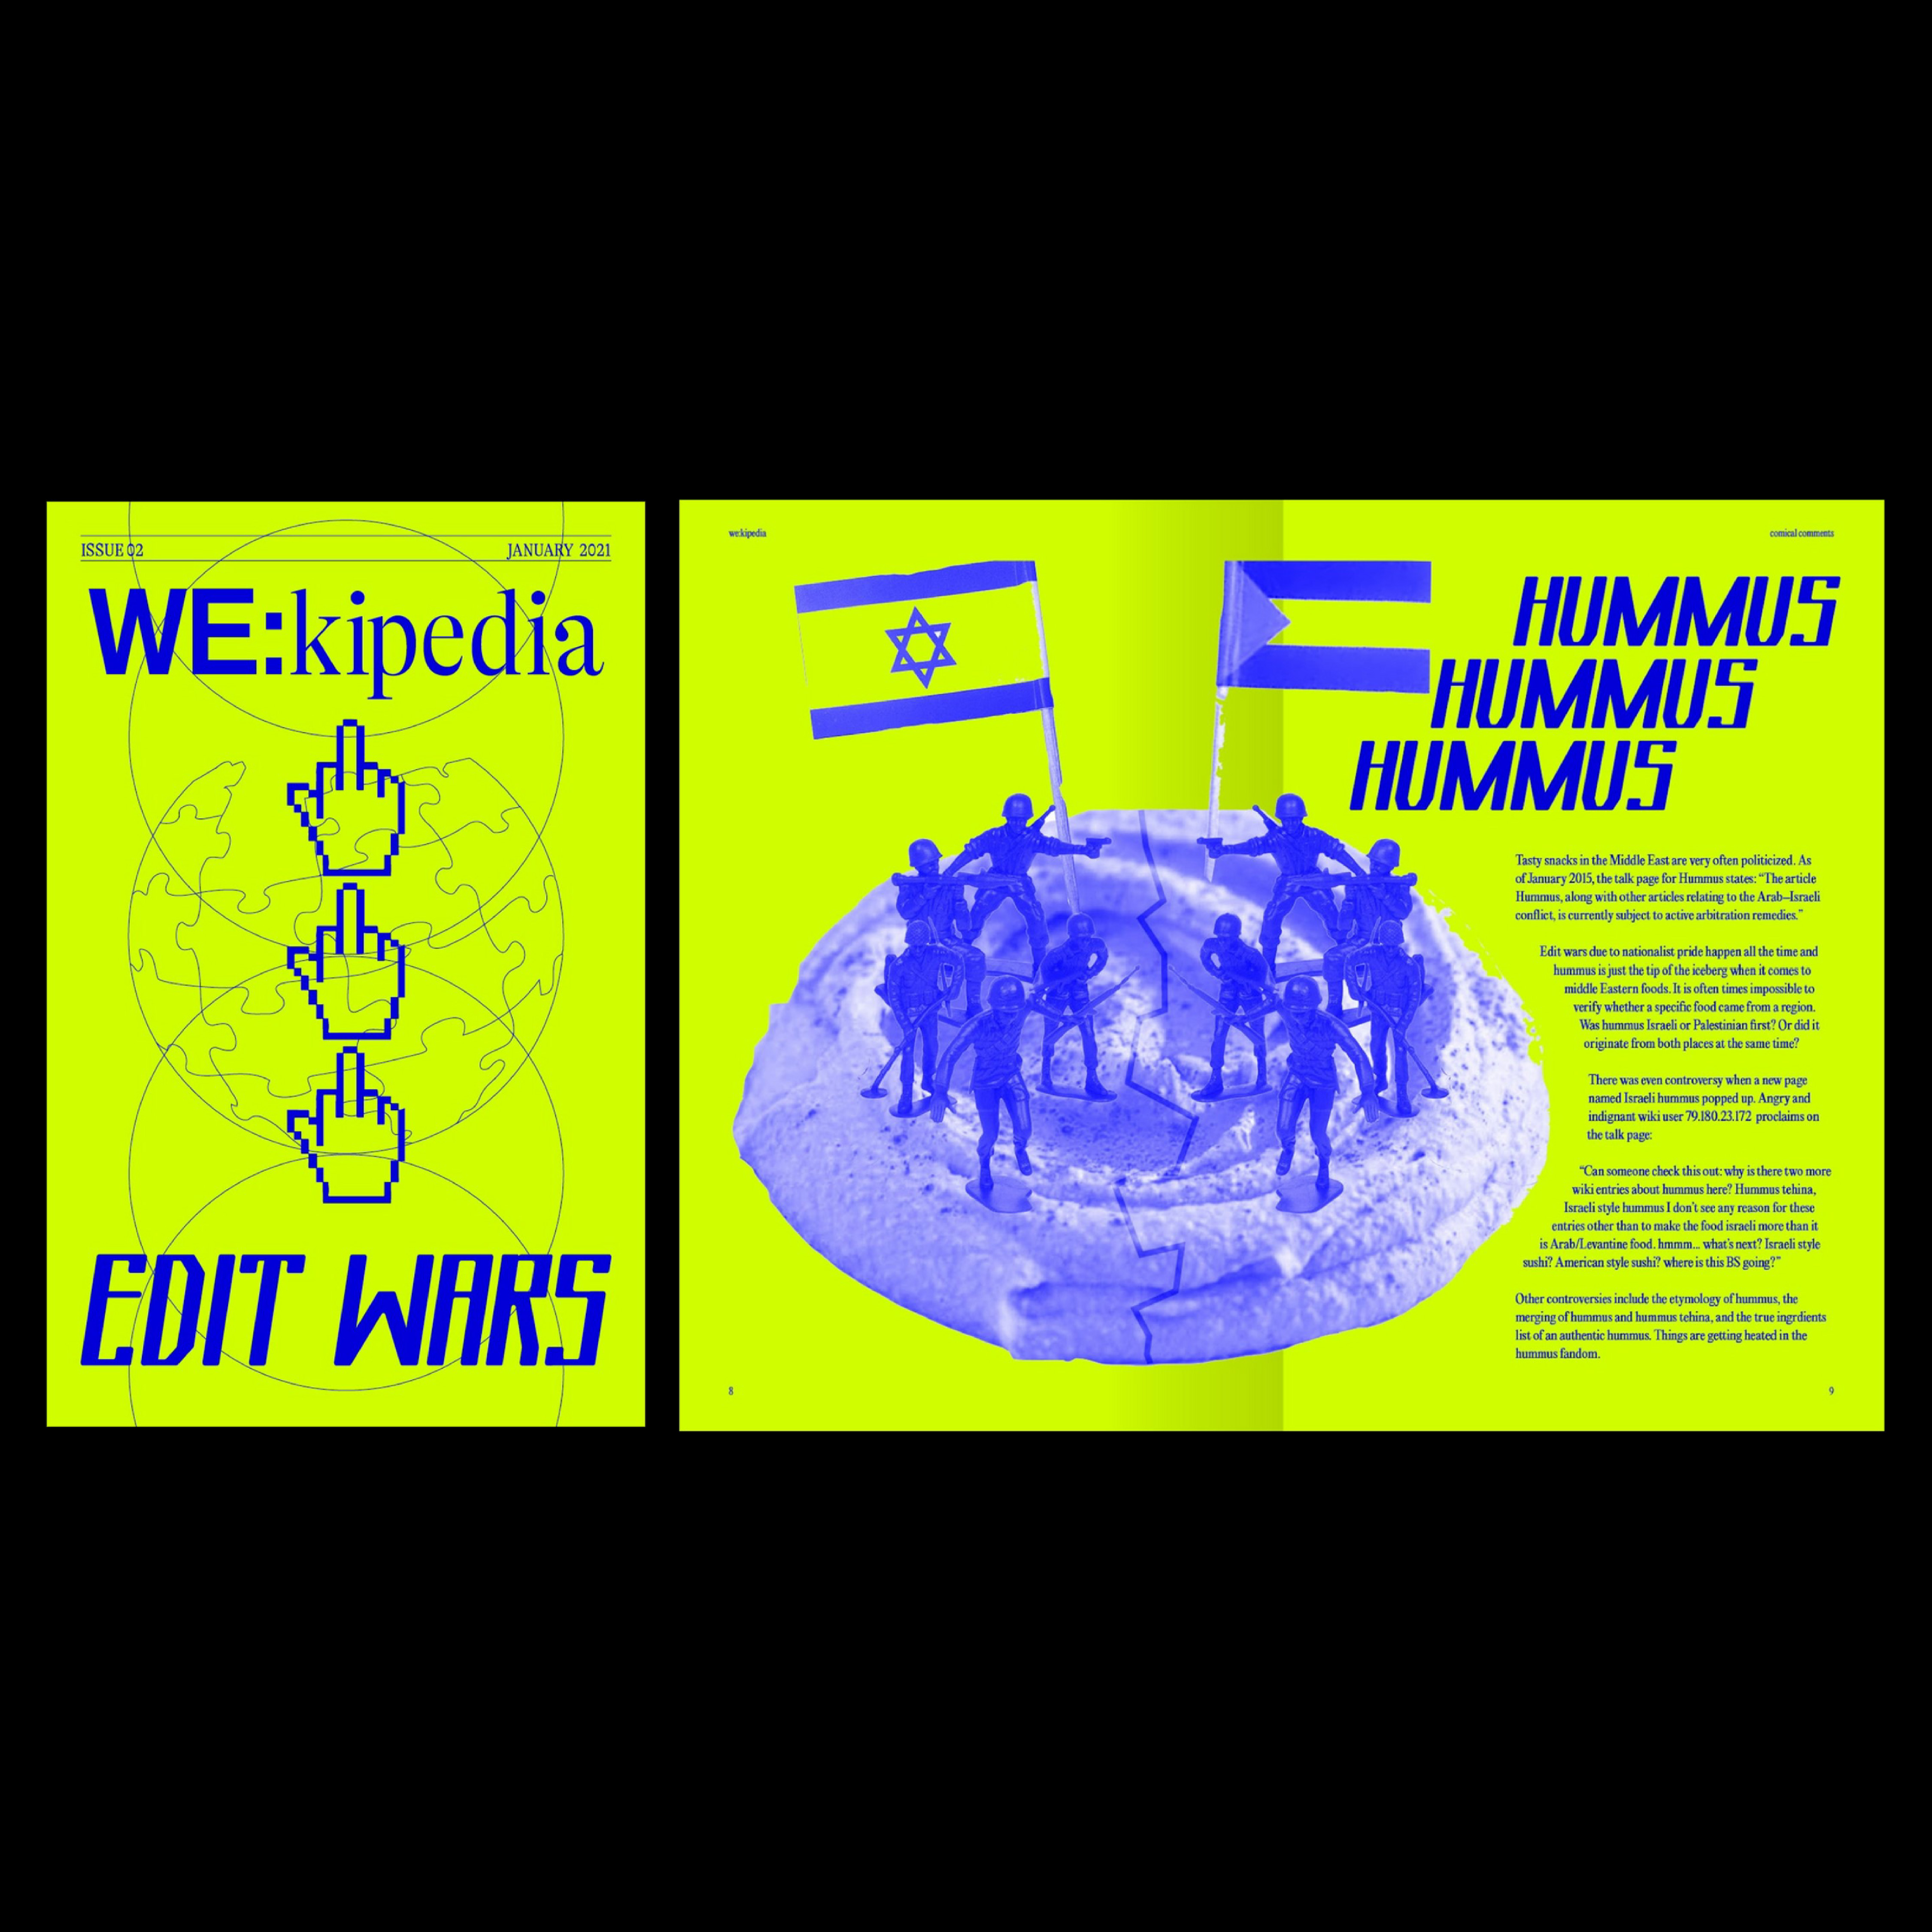 ISSUE 02
JANUARY 2021
WE:kipedia
EDIT WARS
we:kipedia
comical comments
HUMMUS
HUMMUS
HUMMUS
Tasty snacks in the Middle East are very often politicized. As
of January 2015, the talk page for Hummus states: “The article
Hummus, along with other articles relating to the Arab–Israeli
conflict, is currently subject to active arbitration remedies.”
Edit wars due to nationalist pride happen all the time and
hummus is just the tip of the iceberg when it comes to
middle Eastern foods. It is often times impossible to
verify whether a specific food came from a region.
Was hummus Israeli or Palestinian first? Or did it
originate from both places at the same time?
There was even controversy when a new page
named Israeli hummus popped up. Angry and
indignant wiki user 79.180.23.172 proclaims on
the talk page:
“Can someone check this out: why is there two more
wiki entries about hummus here? Hummus tehina,
Israeli style hummus I don’t see any reason for these
entries other than to make the food israeli more than it
is Arab/Levantine food. hmmm... what’s next? Israeli style
sushi? American style sushi? where is this BS going?”
Other controversies include the etymology of hummus, the
merging of hummus and hummus tehina, and the true ingrdients
list of an authentic hummus. Things are getting heated in the
hummus fandom.
8
9